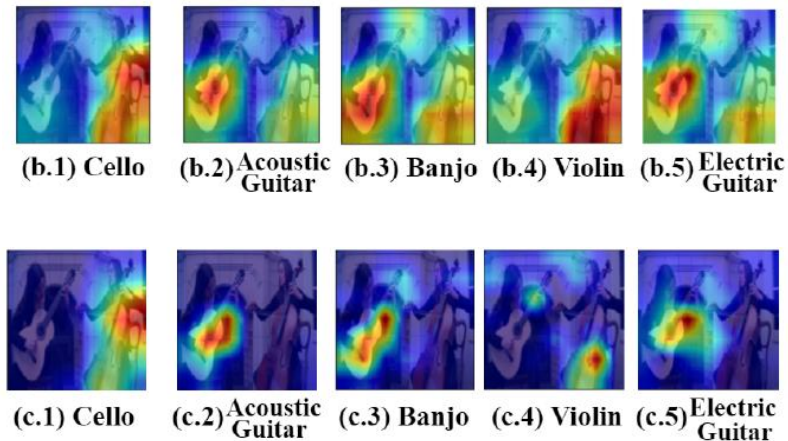 (b.1) Cello
(b.2) Acoustic Guitar
(b.3) Banjo
(b.4) Violin
(b.5) Electric Guitar
(c.1) Cello
(c.2) Acoustic Guitar
(c.3) Banjo
(c.4) Violin
(c.5) Electric Guitar